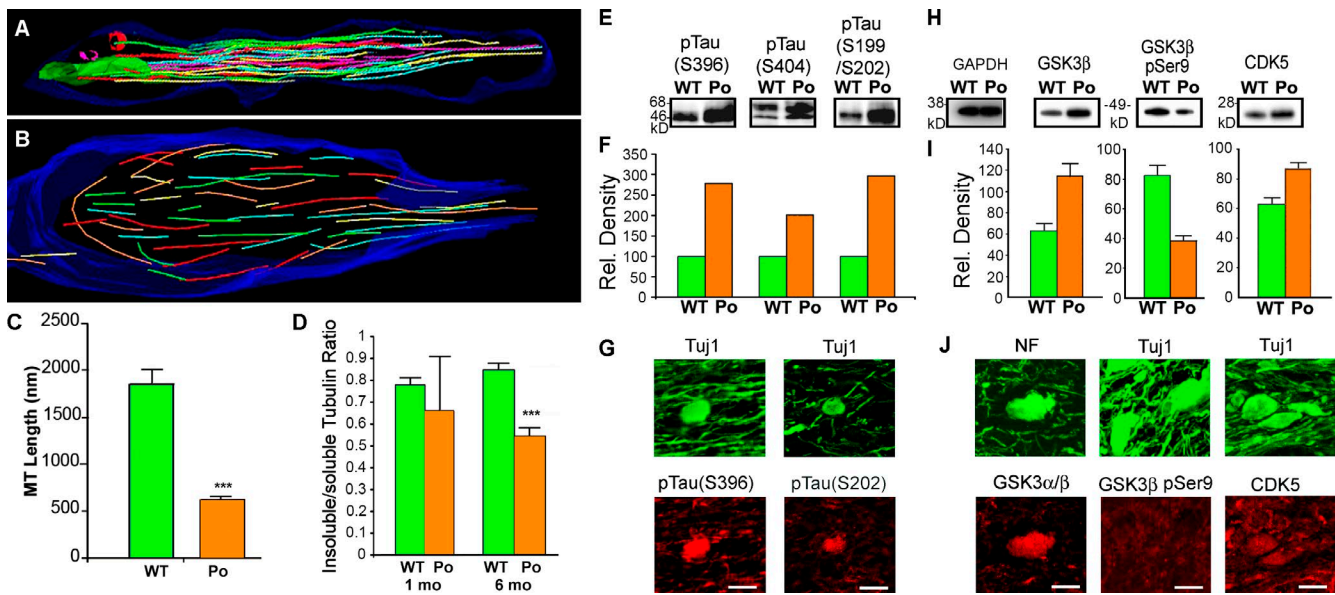 A
B
C
MT Length (nm)
2500
2000
1500
1000
500
0
***
WT Po
D
Insoluble/soluble Tubulin Ratio
1
0.9
0.8
0.7
0.6
0.5
0.4
0.3
0.2
0.1
0
***
WT Po WT Po
1 mo 6 mo
E
pTau (S396)
pTau (S404)
pTau (S199 /S202)
WT Po WT Po WT Po
68
46
kD
F
Rel. Density
350
300
250
200
150
100
50
0
WT Po WT Po WT Po
G
Tuj1 Tuj1
pTau(S396) pTau(S202)
H
GAPDH
GSK3β
GSK3β pSer9
CDK5
WT Po WT Po WT Po WT Po
38
kD
-49-
28
kD
I
Rel. Density
140
120
100
80
60
40
20
0
100
80
60
40
20
0
100
80
60
40
20
0
WT Po WT Po WT Po
J
NF Tuj1 Tuj1
GSK3α/β GSK3β pSer9 CDK5